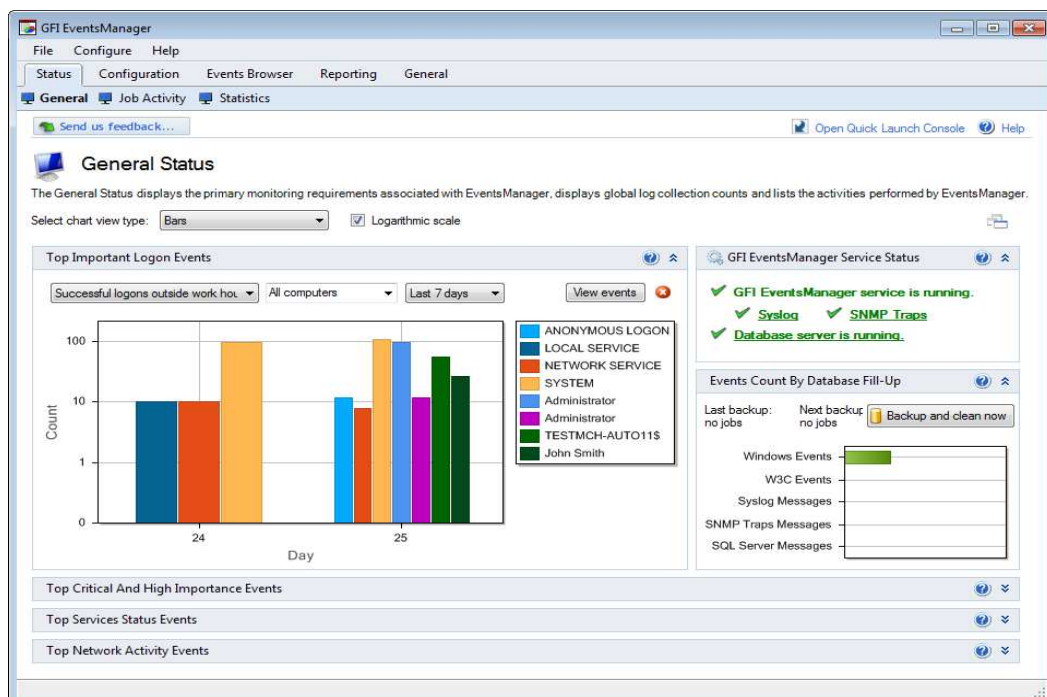 GFI EventsManager
File Configure Help
Status Configuration Events Browser Reporting General
General Job Activity Statistics
Send us feedback...
Open Quick Launch Console Help
General Status
The General Status displays the primary monitoring requirements associated with EventsManager, displays global log collection counts and lists the activities performed by EventsManager.
Select chart view type: Bars Logarithmic scale
Top Important Logon Events
Successful logons outside work hou All computers Last 7 days View events
100
10
1
0
Count
24 25
Day
ANONYMOUS LOGON
LOCAL SERVICE
NETWORK SERVICE
SYSTEM
Administrator
Administrator
TESTMCH-AUTO11$
John Smith
GFI EventsManager Service Status
GFI EventsManager service is running.
Syslog SNMP Traps
Database server is running.
Events Count By Database Fill-Up
Last backup: Next backup
no jobs no jobs
Backup and clean now
Windows Events
W3C Events
Syslog Messages
SNMP Traps Messages
SQL Server Messages
Top Critical And High Importance Events
Top Services Status Events
Top Network Activity Events